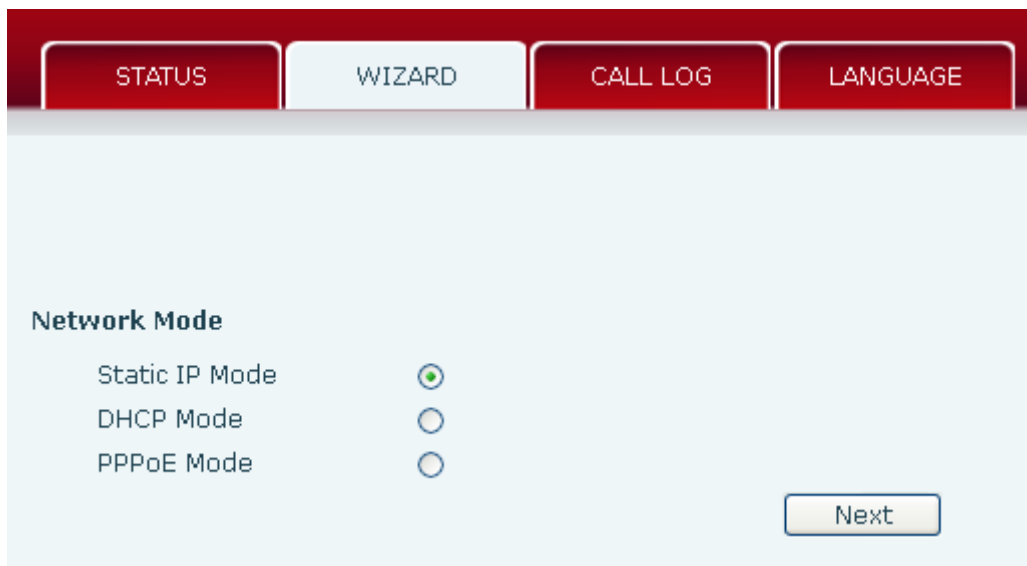 STATUS
WIZARD
CALL LOG
LANGUAGE
Network Mode
Static IP Mode
DHCP Mode
PPPoE Mode
Next